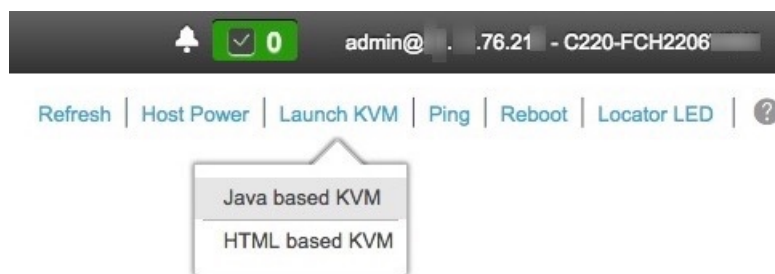 0 admin@ . .76.21 - C220-FCH2206
Refresh | Host Power | Launch KVM | Ping | Reboot | Locator LED | ?
Java based KVM
HTML based KVM